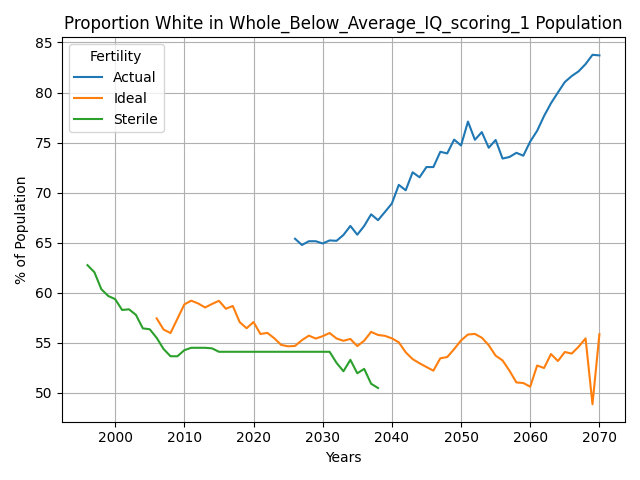 Proportion White in Whole_Below_Average_IQ_scoring_1 Population
85
80
75
70
65
60
55
50
% of Population
Fertility
Actual
Ideal
Sterile
2000 2010 2020 2030 2040 2050 2060 2070
Years